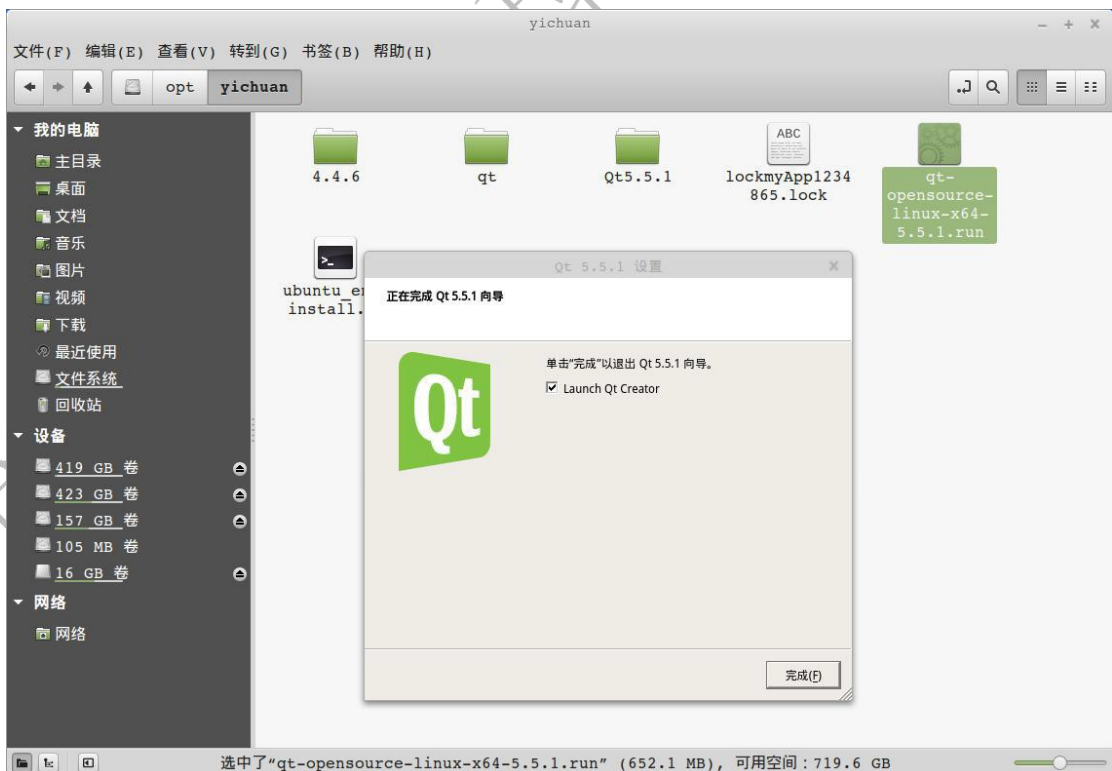 yichuan
文件(F) 编辑(E) 查看(V) 转到(G) 书签(B) 帮助(H)
opt yichuan
我的电脑
主目录
桌面
文档
音乐
图片
视频
下载
最近使用
文件系统
回收站
设备
419 GB 卷
423 GB 卷
157 GB 卷
105 MB 卷
16 GB 卷
网络
网络
4.4.6
qt
Qt5.5.1
ABC
lockmyApp1234
865.lock
qt-
opensource-
linux-x64-
5.5.1.run
install.
Qt 5.5.1 设置
正在完成 Qt 5.5.1 向导
Qt
单击“完成”以退出 Qt 5.5.1 向导。
Launch Qt Creator
完成(F)
选中了“qt-opensource-linux-x64-5.5.1.run” (652.1 MB), 可用空间：719.6 GB